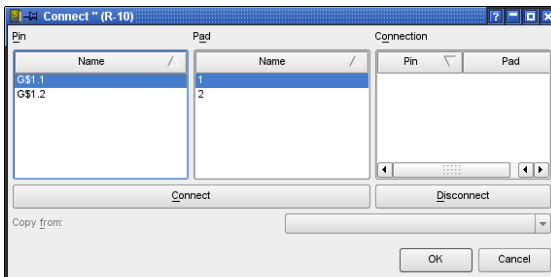 Connect '' (R-10)
Pin Pad Connection
Name Name Pin Pad
G$1.1 1
G$1.2 2
Connect Disconnect
Copy from:
OK Cancel